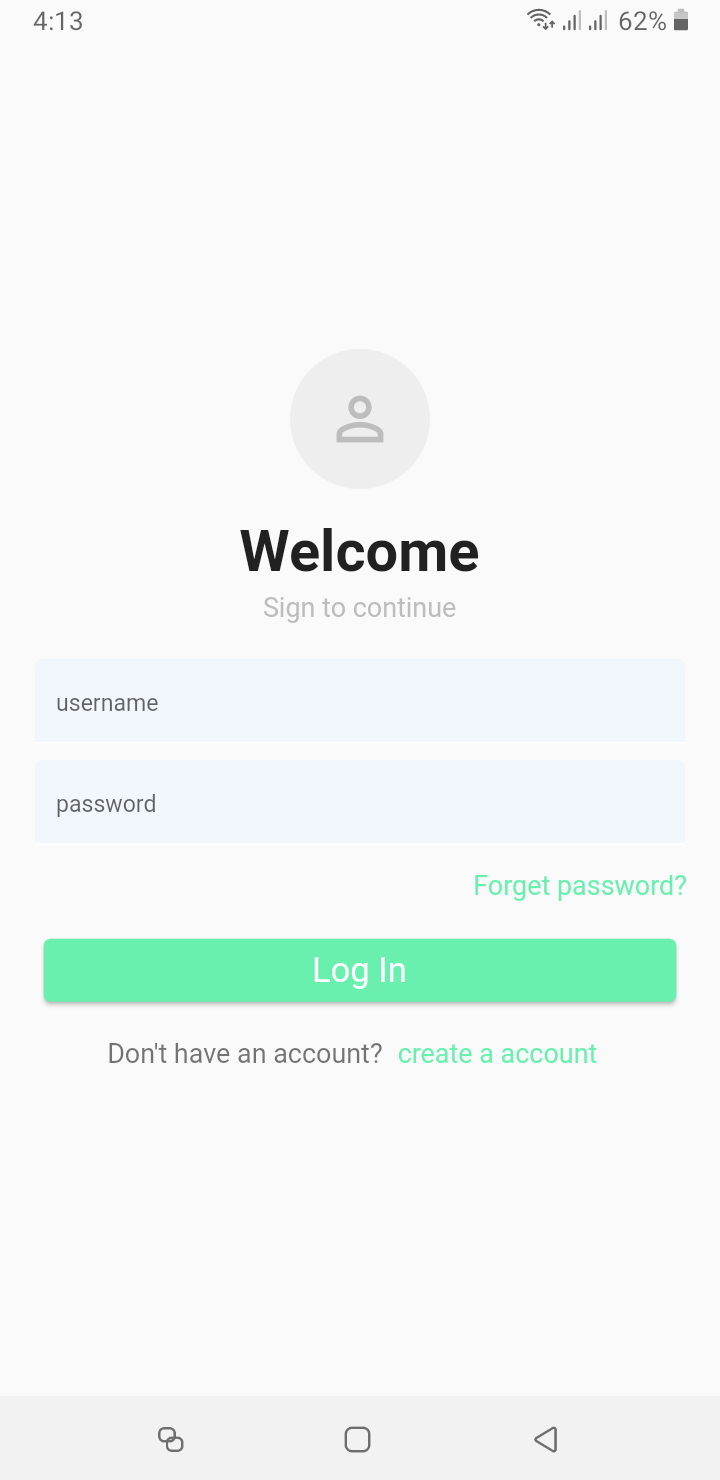 4:13 62%
Welcome
Sign to continue
username
password
Forget password?
Log In
Don't have an account? create a account